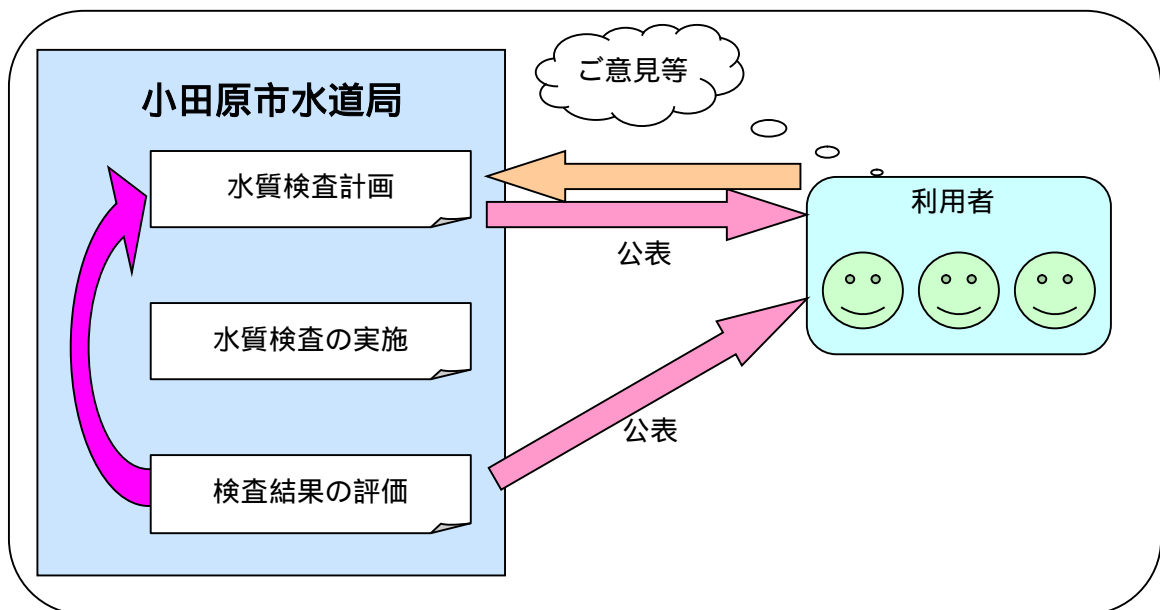 ご意見等
小田原市水道局
水質検査計画
利用者
公表
水質検査の実施
公表
検査結果の評価